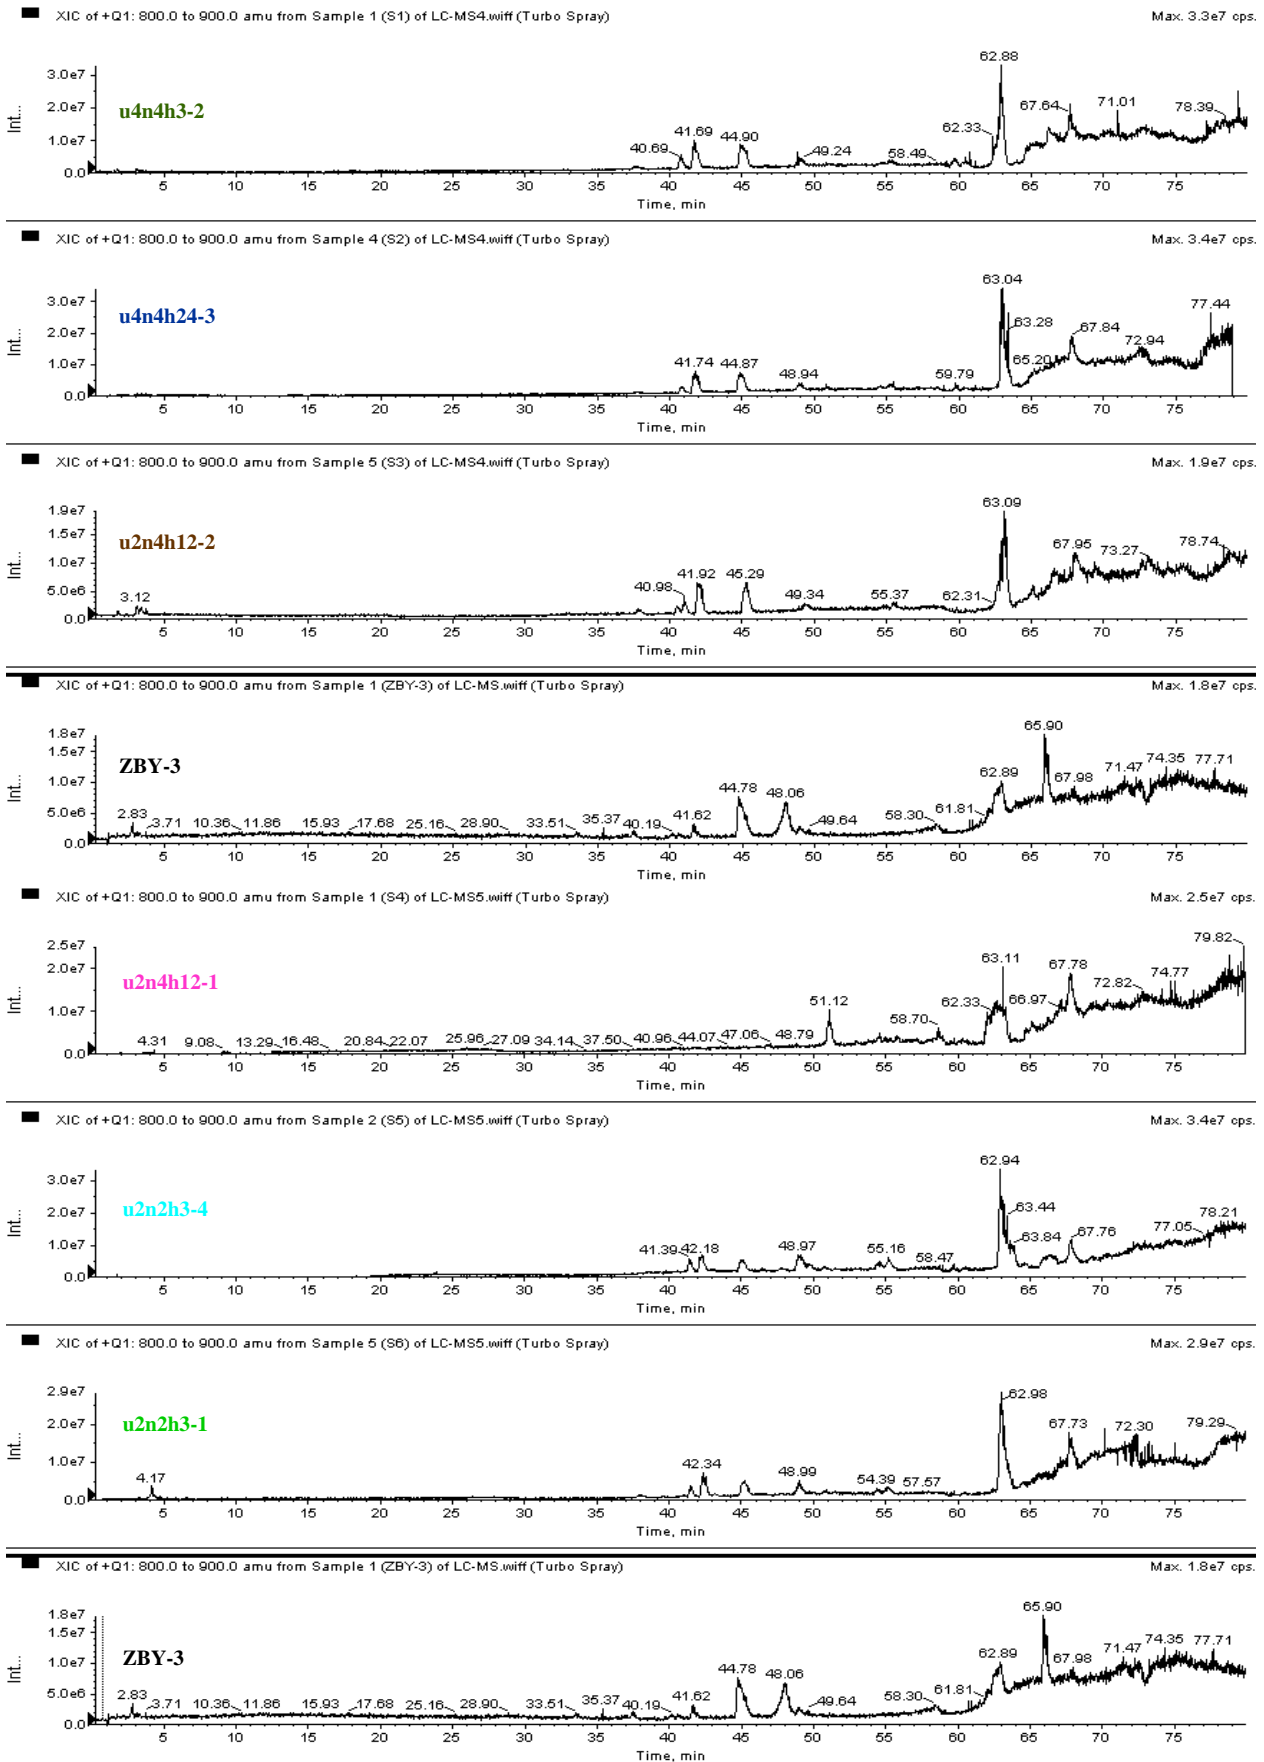 XIC of +Q1: 800.0 to 900.0 amu from Sample 1 (S1) of LC-MS4.wiff (Turbo Spray) Max. 3.3e7 cps.
62.88
3.0e7
2.0e7 u4n4h3-2 67.64 71.01 78.39
Int... 62.33
1.0e7 40.69 41.69 44.90 49.24 58.49
0.0
5 10 15 20 25 30 35 40 45 50 55 60 65 70 75
Time, min
XIC of +Q1: 800.0 to 900.0 amu from Sample 4 (S2) of LC-MS4.wiff (Turbo Spray) Max. 3.4e7 cps.
63.04
3.0e7 77.44
u4n4h24-3 63.28 67.84
Int... 2.0e7 72.94
1.0e7 41.74 44.87 48.94 59.79 65.20
0.0
5 10 15 20 25 30 35 40 45 50 55 60 65 70 75
Time, min
XIC of +Q1: 800.0 to 900.0 amu from Sample 5 (S3) of LC-MS4.wiff (Turbo Spray) Max. 1.9e7 cps.
63.09
1.9e7
1.5e7 u2n4h12-2 67.95 73.27 78.74
Int... 1.0e7 40.98 41.92 45.29
5.0e6 3.12 49.34 55.37 62.31
0.0
5 10 15 20 25 30 35 40 45 50 55 60 65 70 75
Time, min
XIC of +Q1: 800.0 to 900.0 amu from Sample 1 (ZBY-3) of LC-MS.wiff (Turbo Spray) Max. 1.8e7 cps.
65.90
1.8e7
1.5e7 ZBY-3 62.89 67.98 71.47 74.35 77.71
Int... 1.0e7 44.78 48.06
5.0e6 2.83 3.71 10.36 11.86 15.93 17.68 25.16 28.90 33.51 35.37 40.19 41.62 49.64 58.30 61.81
0.0
5 10 15 20 25 30 35 40 45 50 55 60 65 70 75
Time, min
XIC of +Q1: 800.0 to 900.0 amu from Sample 1 (S4) of LC-MS5.wiff (Turbo Spray) Max. 2.5e7 cps.
79.82
2.5e7
2.0e7 u2n4h12-1 63.11 67.78 72.82 74.77
Int... 1.0e7 51.12 58.70 62.33 66.97
4.31 9.08 13.29 16.48 20.84 22.07 25.96 27.09 34.14 37.50 40.96 44.07 47.06 48.79
0.0
5 10 15 20 25 30 35 40 45 50 55 60 65 70 75
Time, min
XIC of +Q1: 800.0 to 900.0 amu from Sample 2 (S5) of LC-MS5.wiff (Turbo Spray) Max. 3.4e7 cps.
62.94
3.0e7
2.0e7 u2n2h3-4 63.44 78.21
Int... 63.84 67.76 77.05
1.0e7 41.39 42.18 48.97 55.16 58.47
0.0
5 10 15 20 25 30 35 40 45 50 55 60 65 70 75
Time, min
XIC of +Q1: 800.0 to 900.0 amu from Sample 5 (S6) of LC-MS5.wiff (Turbo Spray) Max. 2.9e7 cps.
2.9e7 62.98
2.0e7 u2n2h3-1 67.73 72.30 79.29
Int... 1.0e7 4.17 42.34 48.99 54.39 57.57
0.0
5 10 15 20 25 30 35 40 45 50 55 60 65 70 75
Time, min
XIC of +Q1: 800.0 to 900.0 amu from Sample 1 (ZBY-3) of LC-MS.wiff (Turbo Spray) Max. 1.8e7 cps.
65.90
1.8e7
1.5e7 ZBY-3 62.89 67.98 71.47 74.35 77.71
Int... 1.0e7 44.78 48.06
5.0e6 2.83 3.71 10.36 11.86 15.93 17.68 25.16 28.90 33.51 35.37 40.19 41.62 49.64 58.30 61.81
0.0
5 10 15 20 25 30 35 40 45 50 55 60 65 70 75
Time, min